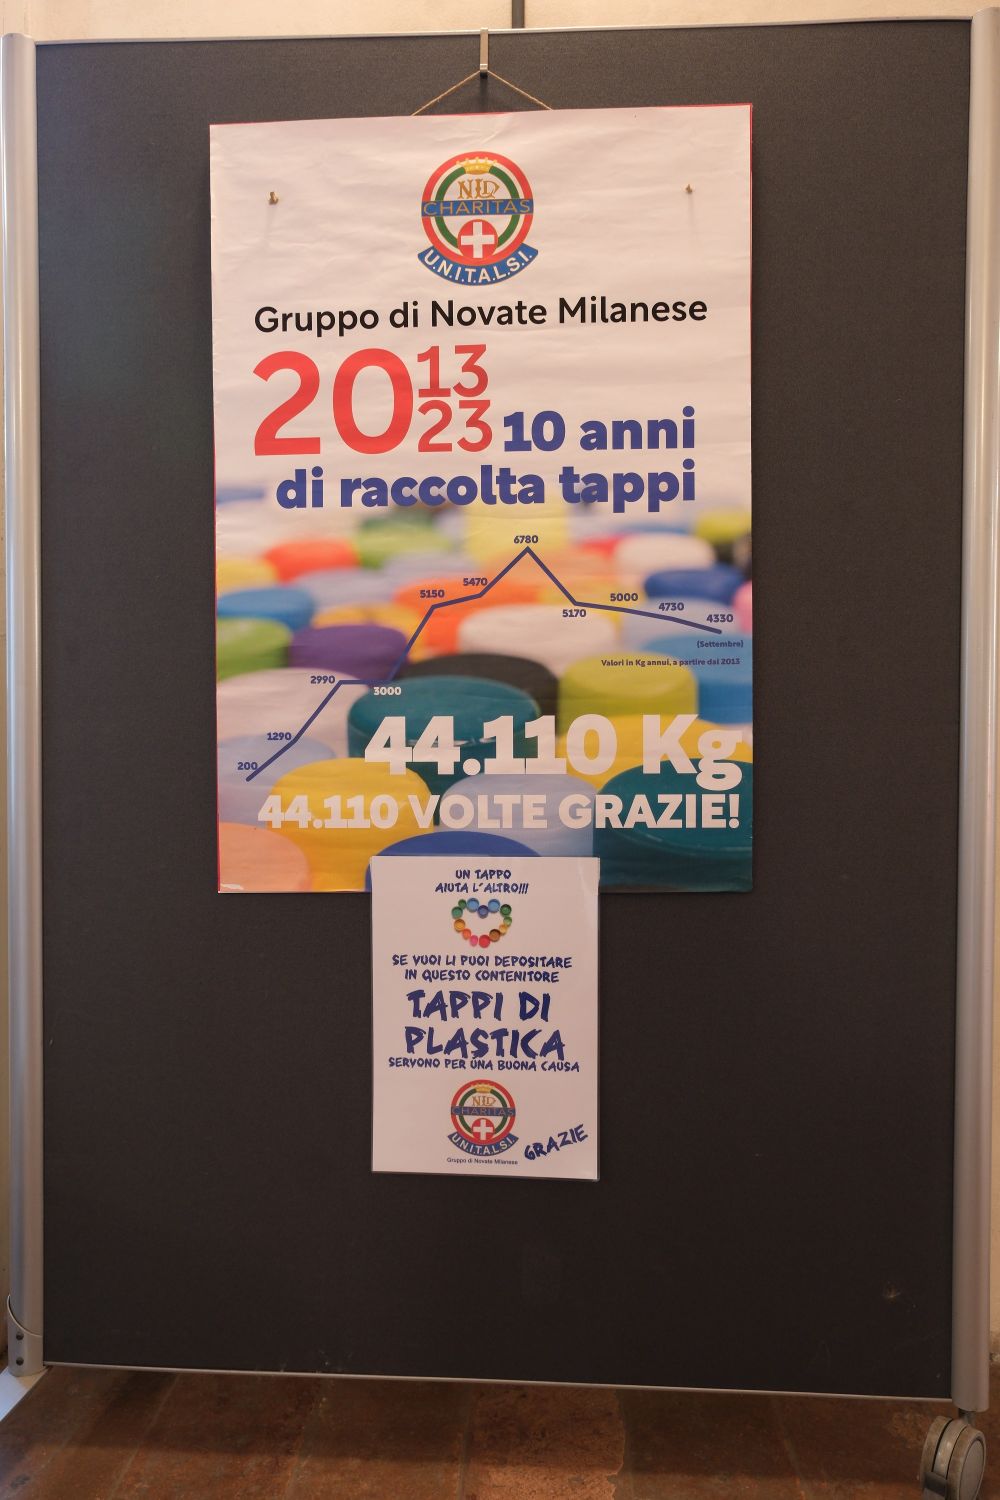 NLD
CHARITAS
U.N.I.T.A.L.S.I.
Gruppo di Novate Milanese
2013
23 10 anni
di raccolta tappi
6780
5470
5150
5170
5000
4730
4330
(Settembre)
Valori in Kg annui, a partire dal 2013
2990
3000
1290
200
44.110 Kg
44.110 VOLTE GRAZIE!
UN TAPPO
AIUTA L'ALTRO!!!
SE VUOI LI PUOI DEPOSITARE
IN QUESTO CONTENITORE
TAPPI DI
PLASTICA
SERVONO PER UNA BUONA CAUSA
NLD
CHARITAS
U.N.I.T.A.L.S.I.
Gruppo di Novate Milanese
GRAZIE